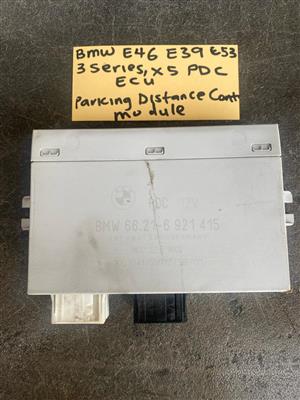 BMW E46 E39 E53
3 Series, X5 PDC
ECU
Parking Distance Cont
module
PDC 12V
BMW 66.21-6 921 415